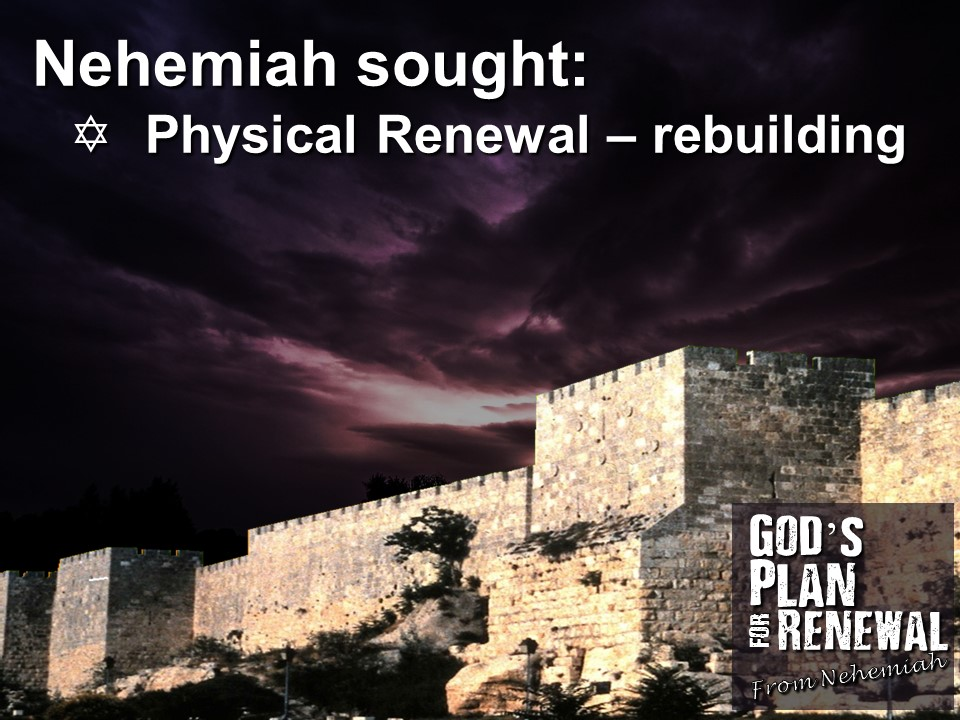 Nehemiah sought:
✡ Physical Renewal – rebuilding
GOD’S
PLAN
FOR RENEWAL
From Nehemiah